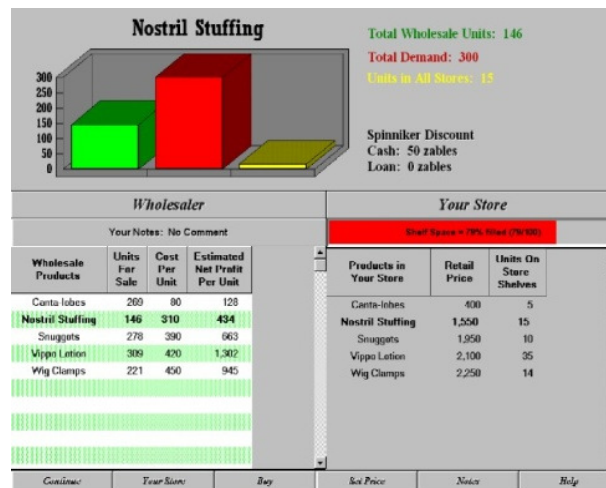 Nostril Stuffing
Total Wholesale Units: 146
Total Demand: 300
Units in All Stores: 15
300
250
200
150
100
50
0
Spinniker Discount
Cash: 50 zables
Loan: 0 zables
Wholesaler
Your Store
Your Notes: No Comment
Shelf Space = 79% filled (79/100)
Wholesale Products Units For Sale Cost Per Unit Estimated Net Profit Per Unit
Canta-lobes 269 80 128
Nostril Stuffing 146 310 434
Snuggets 278 390 663
Vippo Lotion 309 420 1,302
Wig Clamps 221 450 945
Products in Your Store Retail Price Units On Store Shelves
Canta-lobes 400 5
Nostril Stuffing 1,550 15
Snuggets 1,950 10
Vippo Lotion 2,100 35
Wig Clamps 2,250 14
Continue Your Store Buy Set Price Notes Help